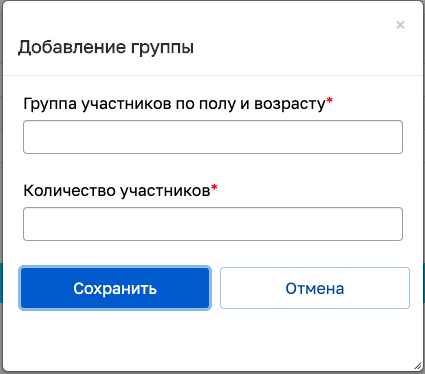 ×
Добавление группы
Группа участников по полу и возрасту*
Количество участников*
Сохранить
Отмена